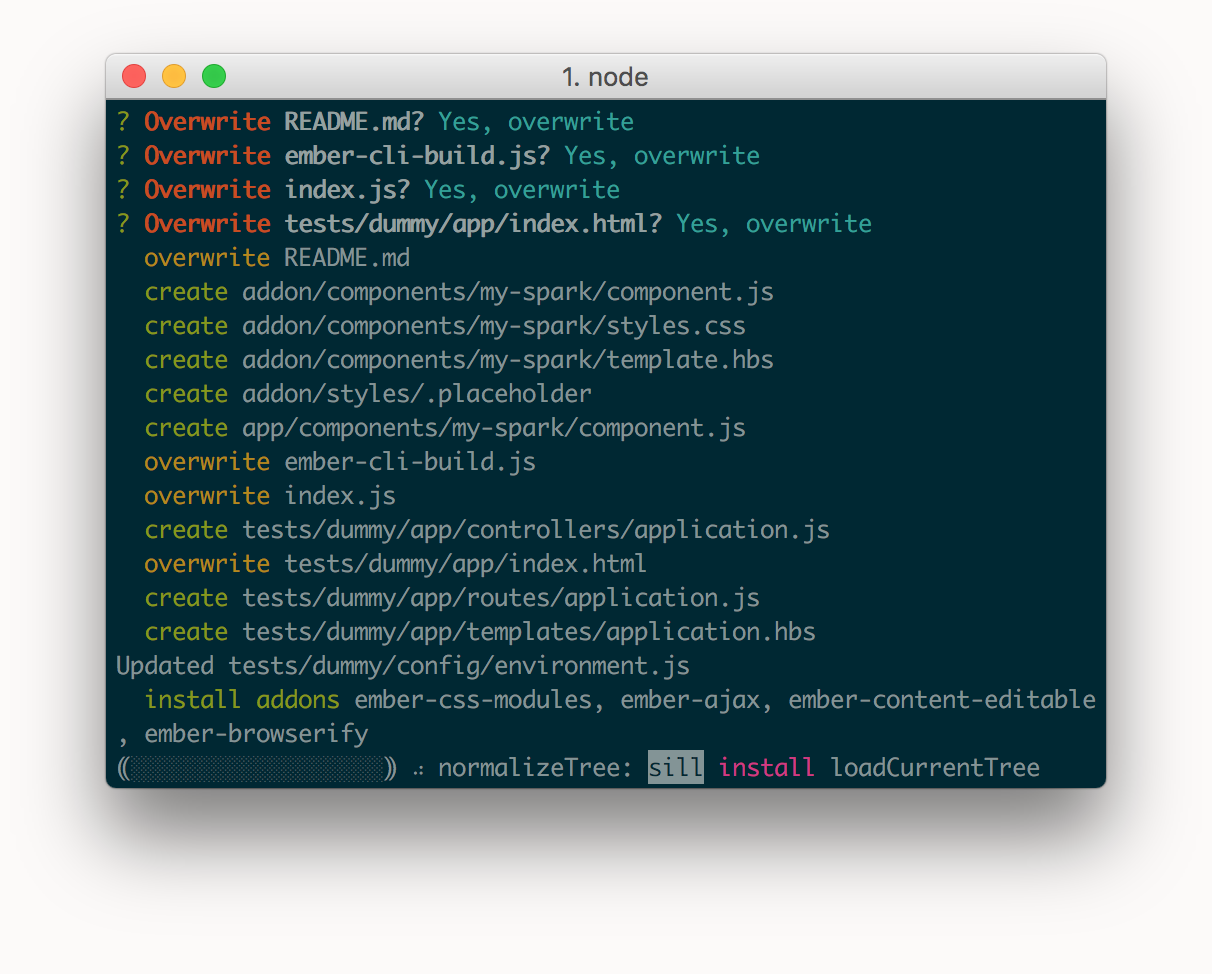 1. node
? Overwrite README.md? Yes, overwrite
? Overwrite ember-cli-build.js? Yes, overwrite
? Overwrite index.js? Yes, overwrite
? Overwrite tests/dummy/app/index.html? Yes, overwrite
overwrite README.md
create addon/components/my-spark/component.js
create addon/components/my-spark/styles.css
create addon/components/my-spark/template.hbs
create addon/styles/.placeholder
create app/components/my-spark/component.js
overwrite ember-cli-build.js
overwrite index.js
create tests/dummy/app/controllers/application.js
overwrite tests/dummy/app/index.html
create tests/dummy/app/routes/application.js
create tests/dummy/app/templates/application.hbs
Updated tests/dummy/config/environment.js
install addons ember-css-modules, ember-ajax, ember-content-editable
, ember-browserify
⸨░░░░░░░░░░░░░░░░░░⸩ ⠴ normalizeTree: sill install loadCurrentTree